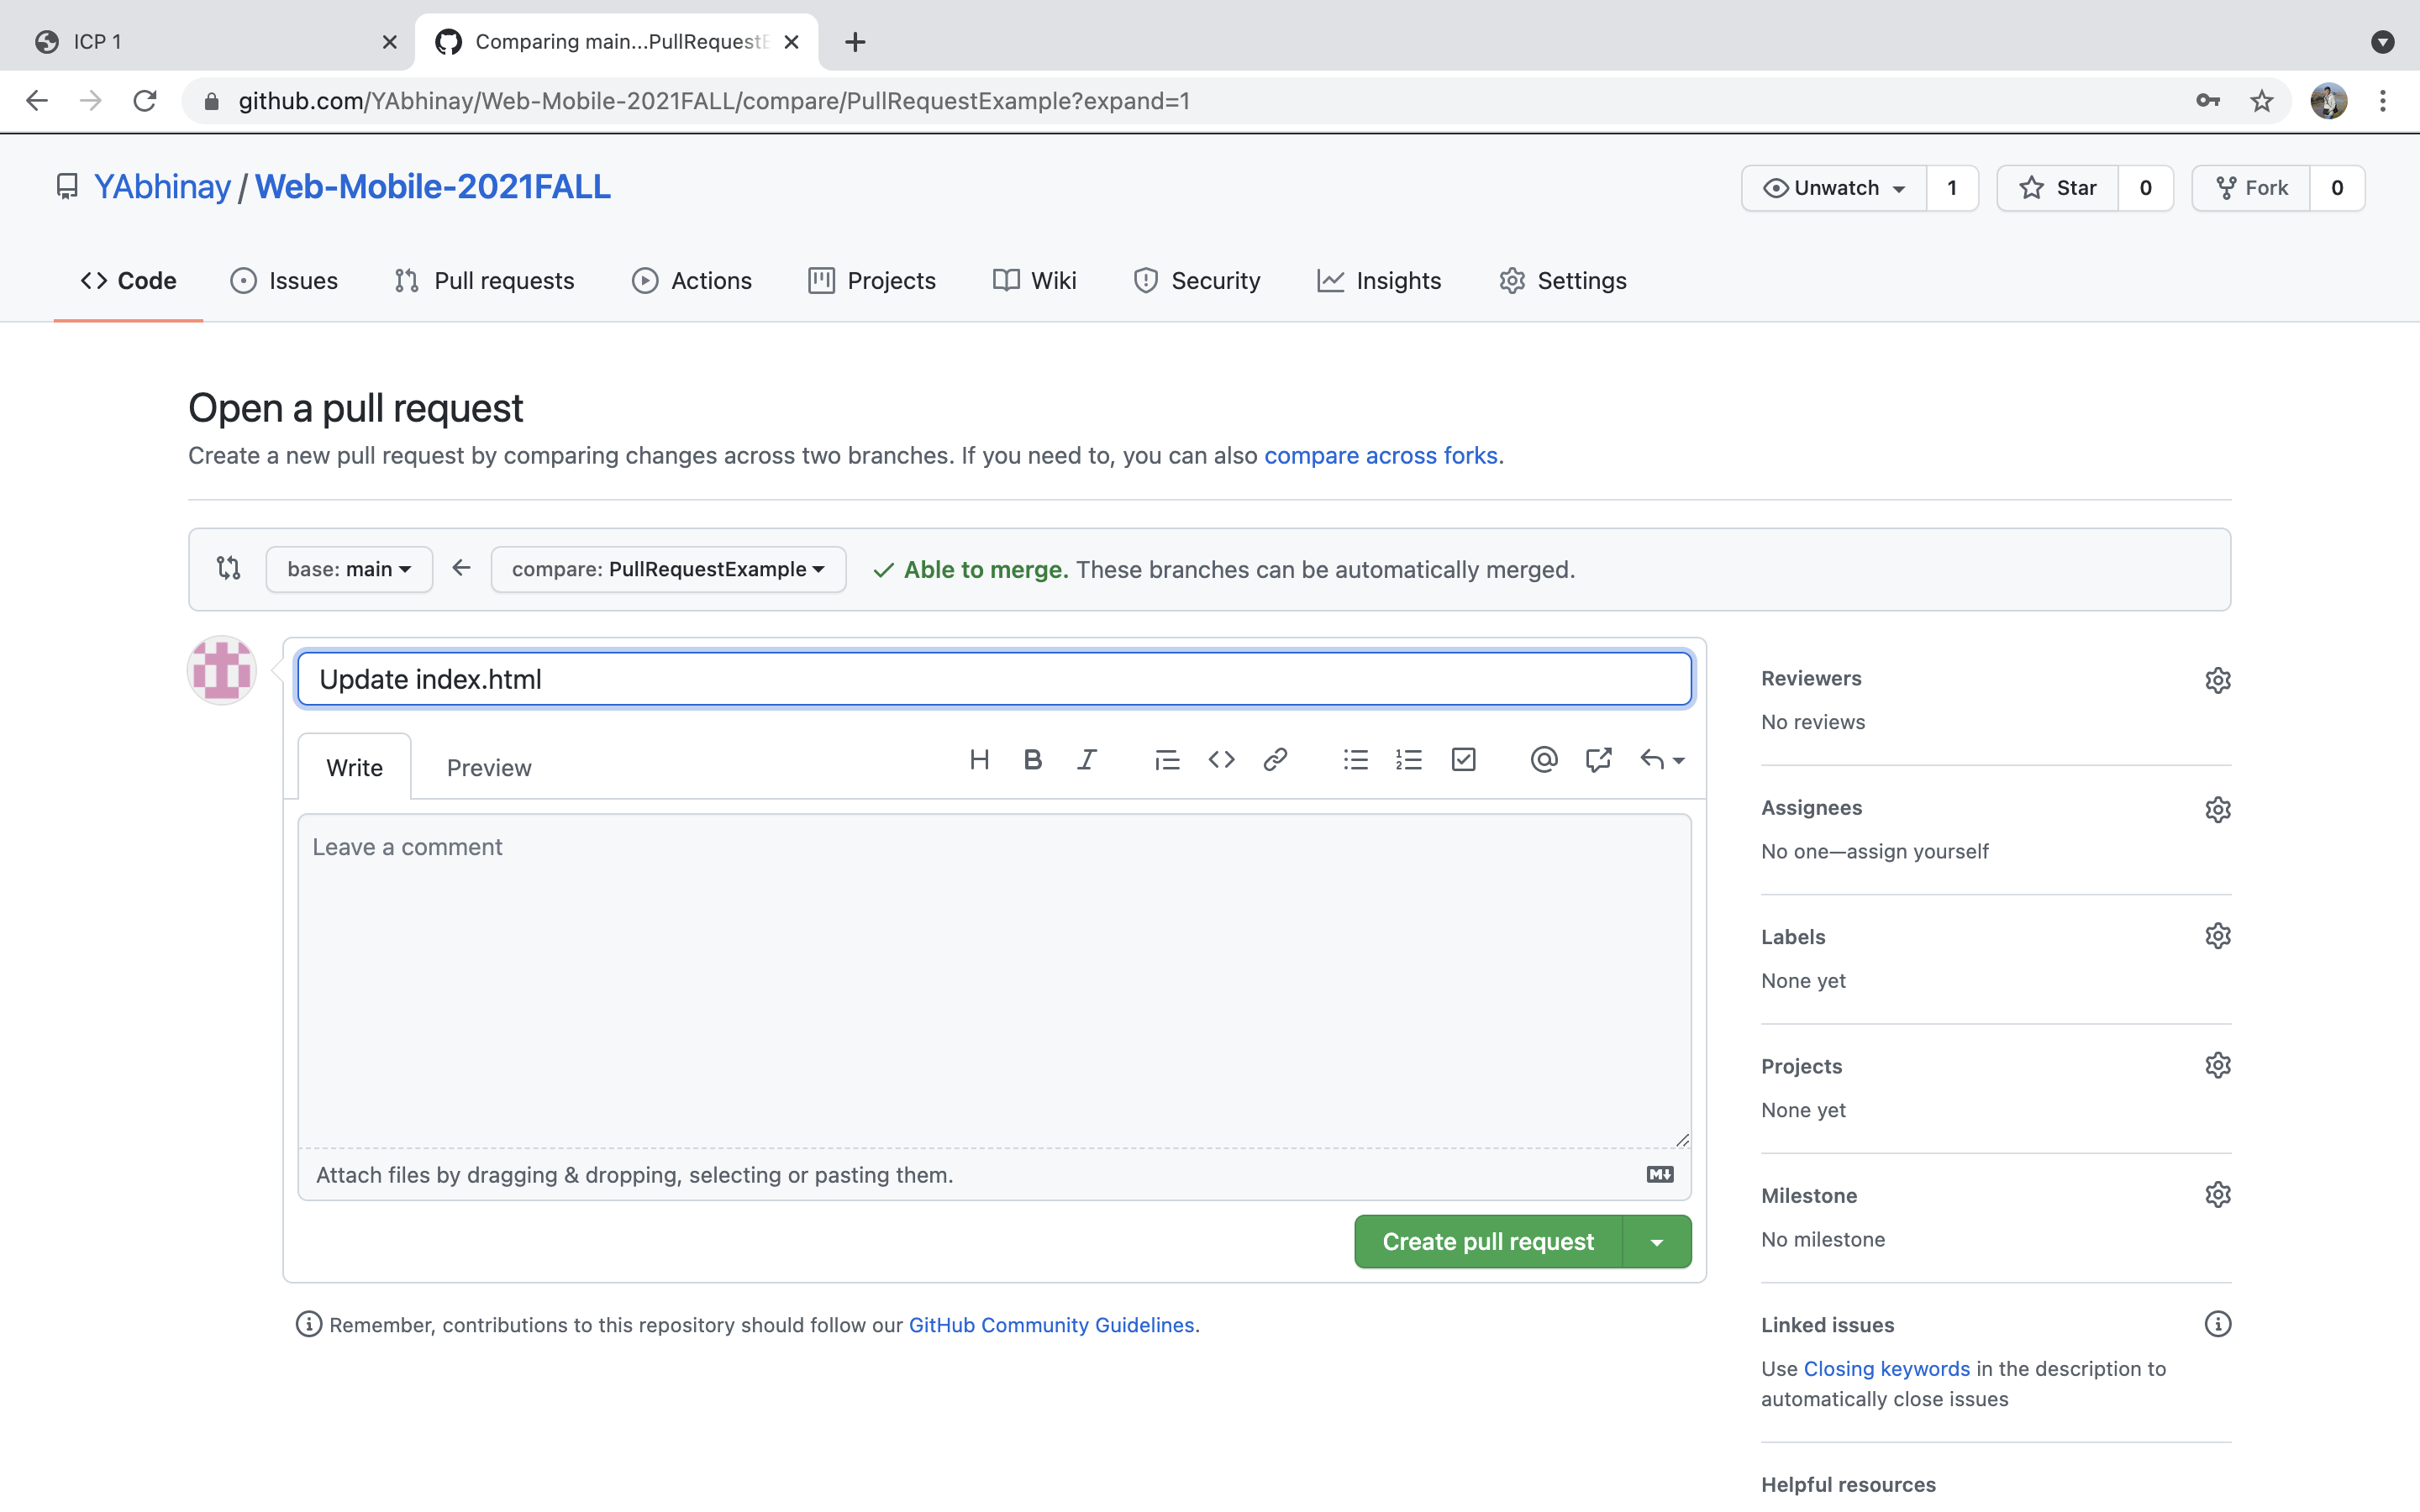 ICP 1
Comparing main...PullRequestE
github.com/YAbhinay/Web-Mobile-2021FALL/compare/PullRequestExample?expand=1
YAbhinay / Web-Mobile-2021FALL
Unwatch 1 Star 0 Fork 0
Code Issues Pull requests Actions Projects Wiki Security Insights Settings
Open a pull request
Create a new pull request by comparing changes across two branches. If you need to, you can also compare across forks.
base: main compare: PullRequestExample Able to merge. These branches can be automatically merged.
Update index.html
Write Preview
H B I
Leave a comment
Attach files by dragging & dropping, selecting or pasting them.
M
Create pull request
Remember, contributions to this repository should follow our GitHub Community Guidelines.
Reviewers
No reviews
Assignees
No one—assign yourself
Labels
None yet
Projects
None yet
Milestone
No milestone
Linked issues
Use Closing keywords in the description to
automatically close issues
Helpful resources